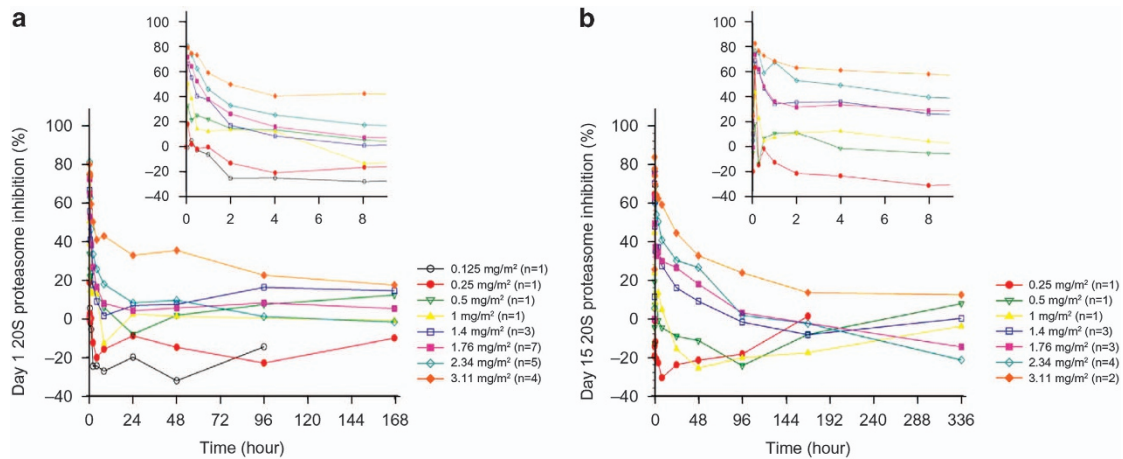 a
100
80
60
40
20
0
−20
−40
0 2 4 6 8
Day 1 20S proteasome inhibition (%)
100
80
60
40
20
0
−20
−40
0 24 48 72 96 120 144 168
Time (hour)
0.125 mg/m² (n=1)
0.25 mg/m² (n=1)
0.5 mg/m² (n=1)
1 mg/m² (n=1)
1.4 mg/m² (n=3)
1.76 mg/m² (n=7)
2.34 mg/m² (n=5)
3.11 mg/m² (n=4)
b
100
80
60
40
20
0
−20
−40
0 2 4 6 8
Day 15 20S proteasome inhibition (%)
100
80
60
40
20
0
−20
−40
0 48 96 144 192 240 288 336
Time (hour)
0.25 mg/m² (n=1)
0.5 mg/m² (n=1)
1 mg/m² (n=1)
1.4 mg/m² (n=3)
1.76 mg/m² (n=3)
2.34 mg/m² (n=4)
3.11 mg/m² (n=2)